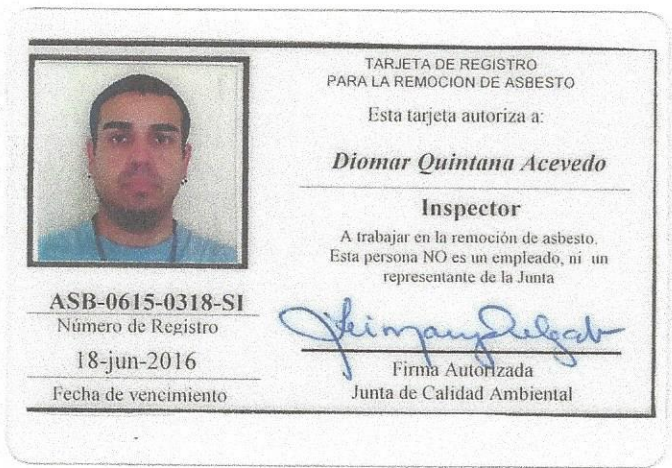 TARJETA DE REGISTRO
PARA LA REMOCION DE ASBESTO
Esta tarjeta autoriza a:
Diomar Quintana Acevedo
Inspector
A trabajar en la remoción de asbesto.
Esta persona NO es un empleado, ni un
representante de la Junta
ASB-0615-0318-SI
Número de Registro
18-jun-2016
Fecha de vencimiento
Firma Autorizada
Junta de Calidad Ambiental